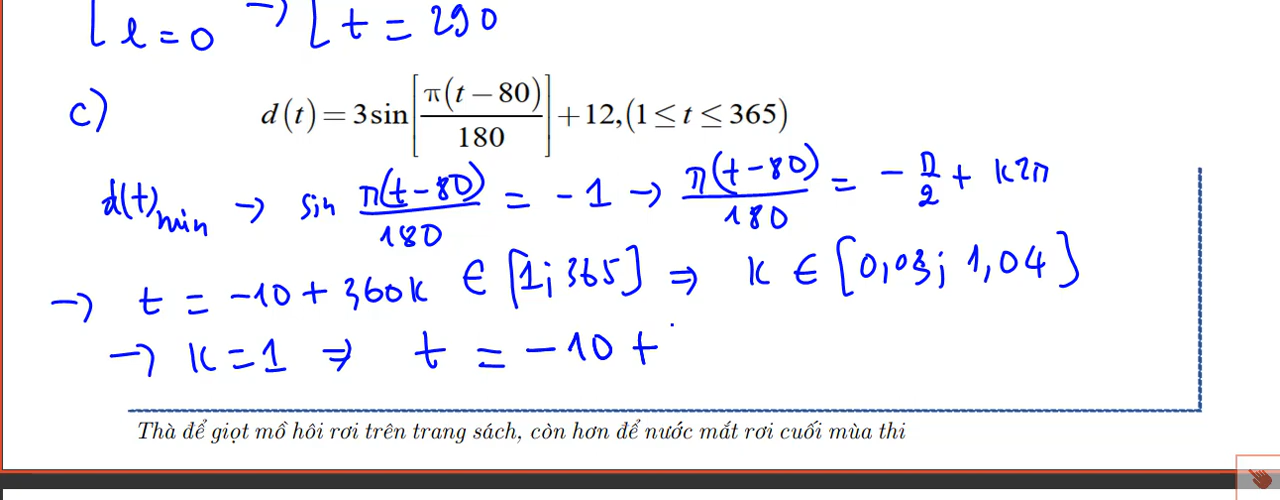 [ l = 0 → [ t = 290
c) d(t) = 3sin[π(t − 80)/180] + 12, (1 ≤ t ≤ 365)
d(t)min → sin π(t − 80)/180 = −1 → π(t − 80)/180 = −π/2 + k2π
→ t = −10 + 360k ∈ [1; 365] ⇒ k ∈ [0,03; 1,04]
→ k = 1 ⇒ t = −10 +
Thà để giọt mồ hôi rơi trên trang sách, còn hơn để nước mắt rơi cuối mùa thi